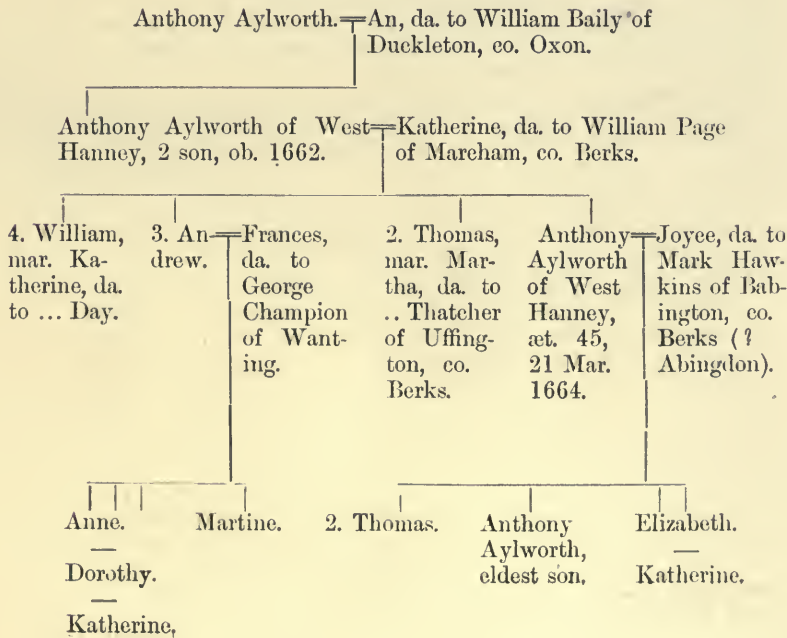 Anthony Aylworth.
An, da. to William Baily of
Duckleton, co. Oxon.
Anthony Aylworth of West
Hanney, 2 son, ob. 1662.
Katherine, da. to William Page
of Marcham, co. Berks.
4. William,
mar. Ka-
therine, da.
to ... Day.
3. An-
drew.
Frances,
da. to
George
Champion
of Want-
ing.
2. Thomas,
mar. Mar-
tha, da. to
.. Thatcher
of Uffing-
ton, co.
Berks.
Anthony
Aylworth
of West
Hanney,
æt. 45,
21 Mar.
1664.
Joyce, da. to
Mark Haw-
kins of Bab-
ington, co.
Berks (?
Abingdon).
Anne.
—
Dorothy.
—
Katherine.
Martine.
2. Thomas.
Anthony
Aylworth,
eldest son.
Elizabeth.
—
Katherine.